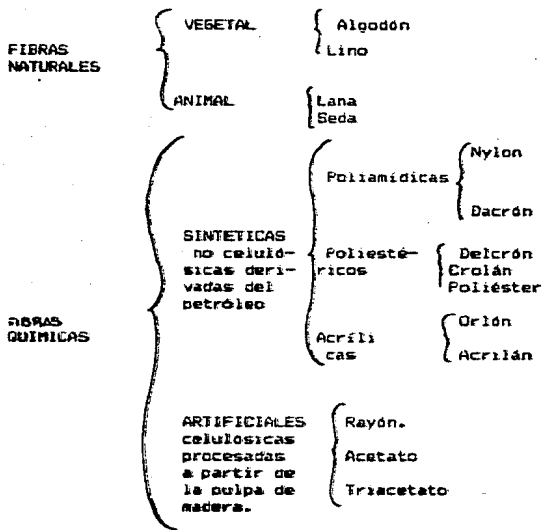 FIBRAS
NATURALES
VEGETAL
Algodón
Lino
ANIMAL
Lana
Seda
FIBRAS
QUIMICAS
SINTETICAS
no celuló-
sicas deri-
vadas del
petróleo
Poliamídicas
Nylon
Dacrón
Poliesté-
ricos
Delcrón
Crolán
Poliéster
Acríli
cas
Orlón
Acrilán
ARTIFICIALES
celulósicas
procesadas
a partir de
la pulpa de
madera.
Rayón.
Acetato
Triacetato